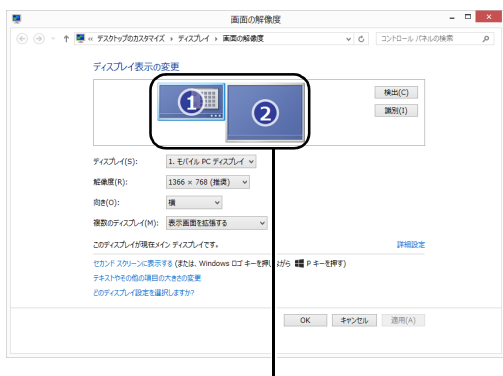 画面の解像度
« デスクトップのカスタマイズ › ディスプレイ › 画面の解像度
コントロール パネルの検索
ディスプレイ表示の変更
1
2
検出(C)
識別(I)
ディスプレイ(S): 1. モバイル PC ディスプレイ
解像度(R): 1366 × 768 (推奨)
向き(O): 横
複数のディスプレイ(M): 表示画面を拡張する
このディスプレイが現在メイン ディスプレイです。 詳細設定
セカンド スクリーンに表示する (または、Windows ロゴ キーを押しながら P キーを押す)
テキストやその他の項目の大きさの変更
どのディスプレイ設定を選択しますか?
OK キャンセル 適用(A)